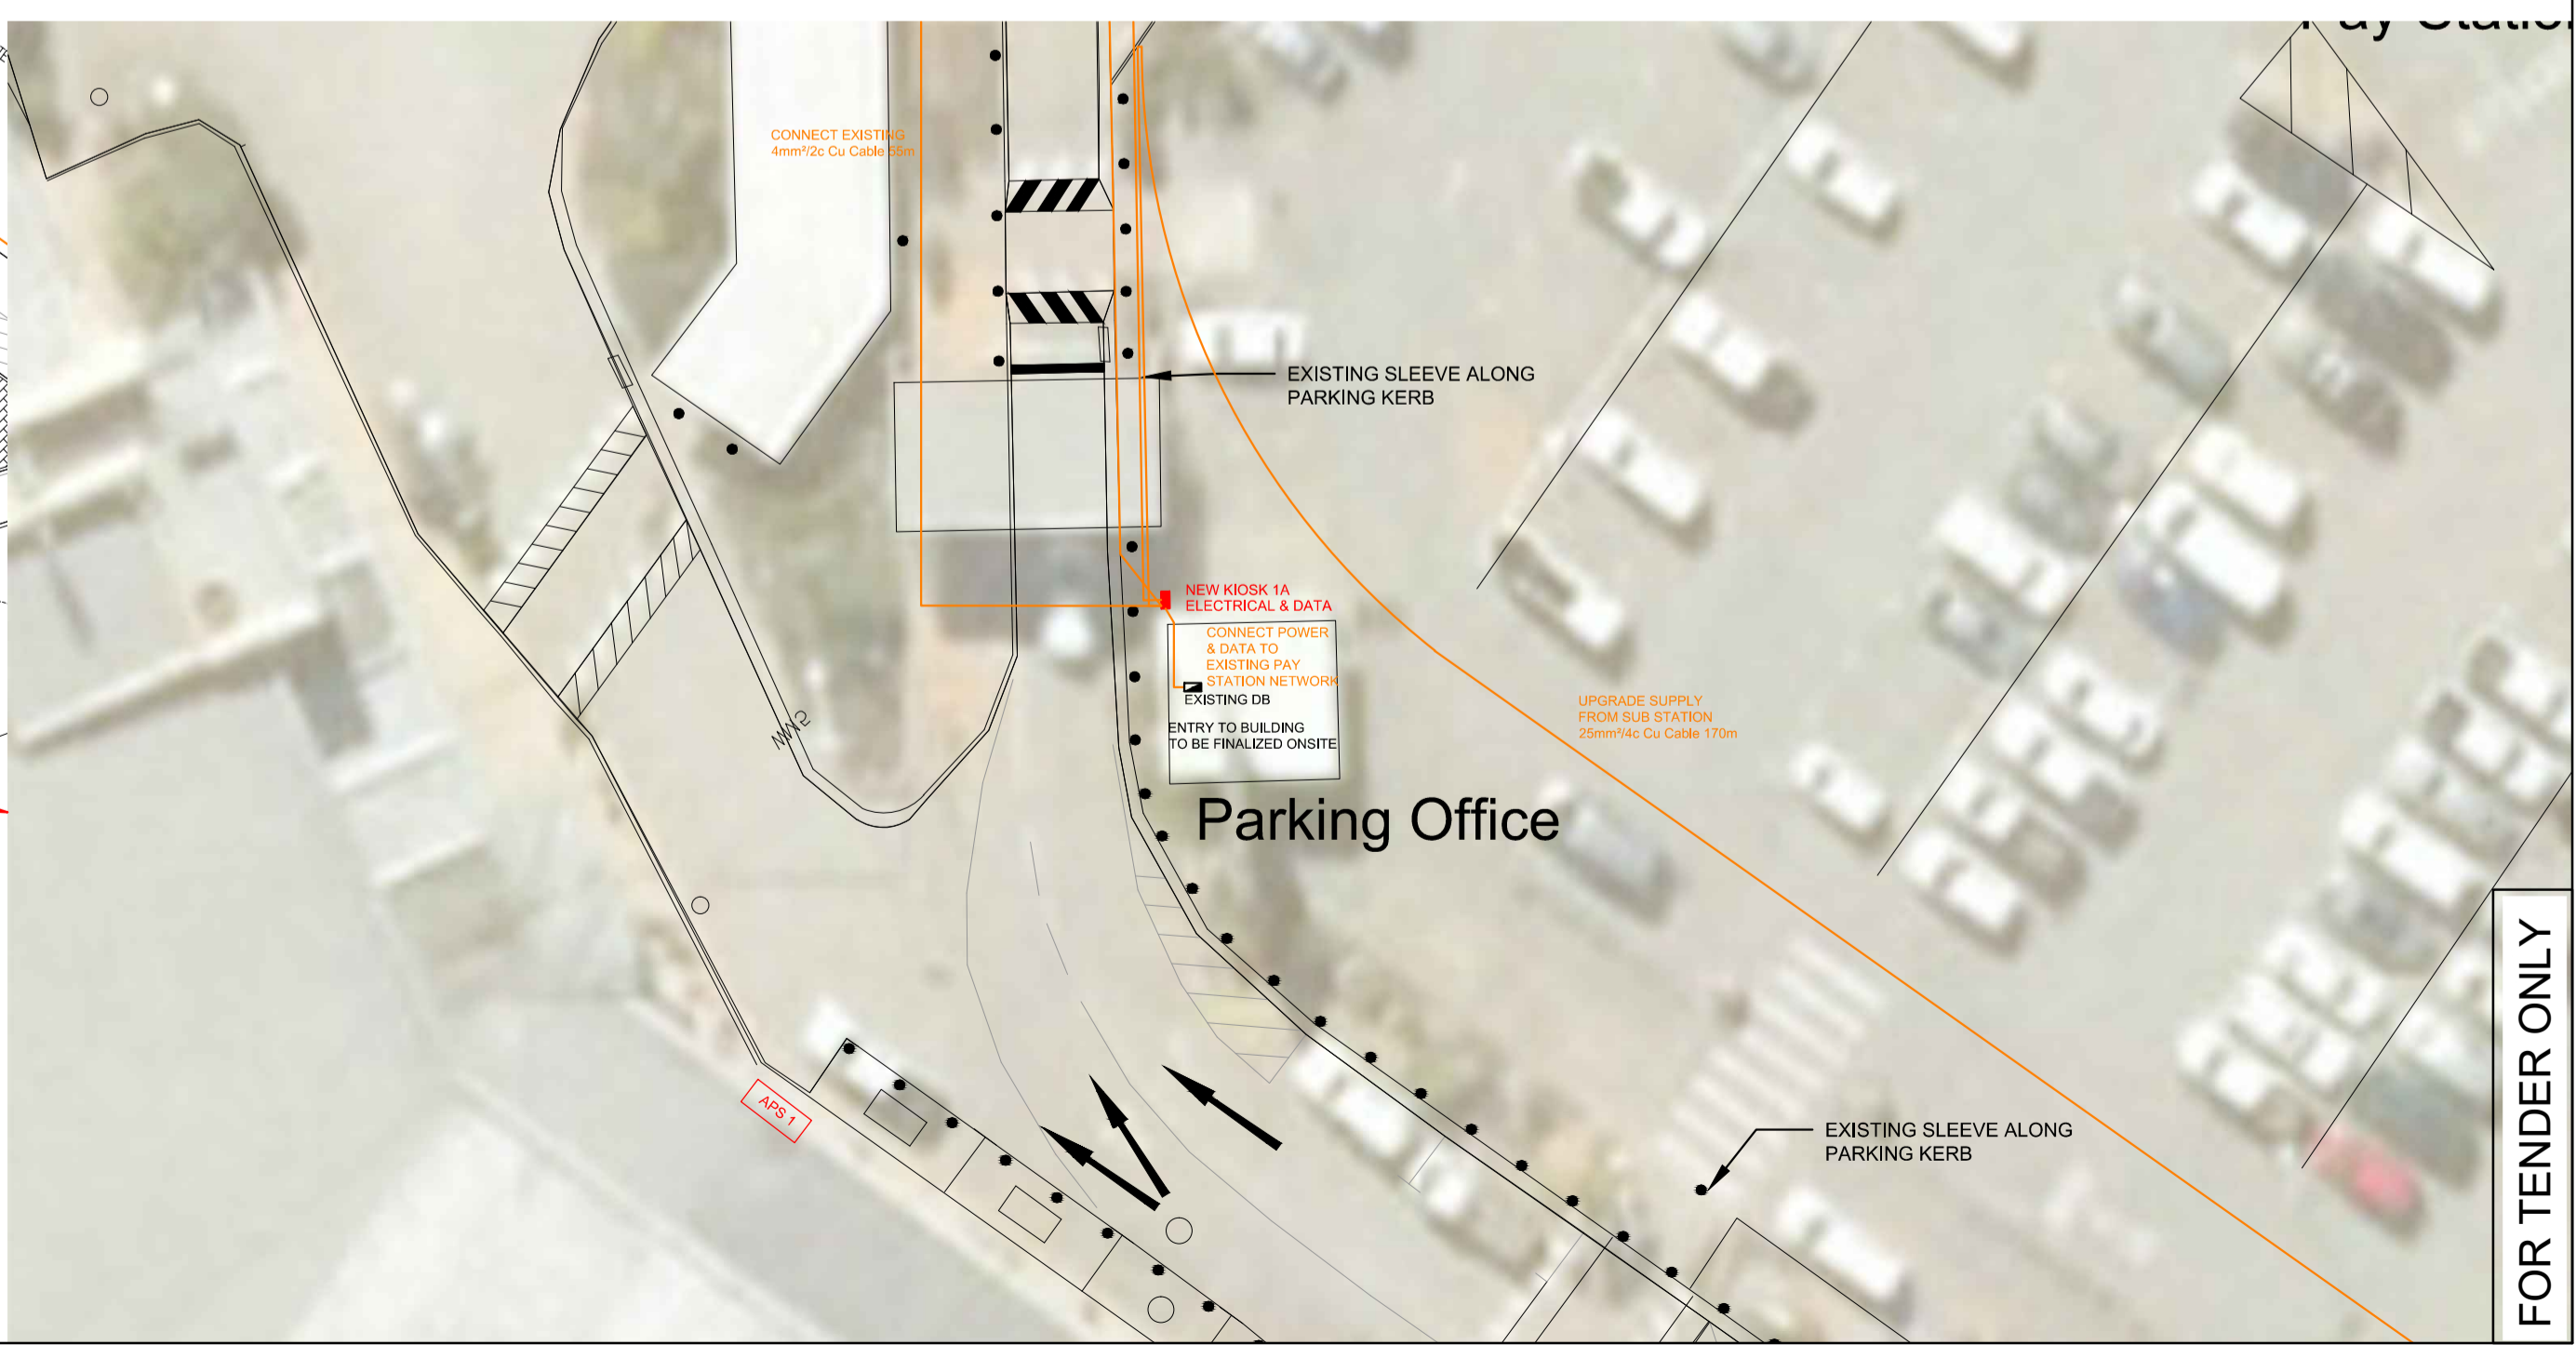 CONNECT EXISTING
4mm²/2c Cu Cable 55m
EXISTING SLEEVE ALONG
PARKING KERB
NEW KIOSK 1A
ELECTRICAL & DATA
CONNECT POWER
& DATA TO
EXISTING PAY
STATION NETWORK
EXISTING DB
ENTRY TO BUILDING
TO BE FINALIZED ONSITE
UPGRADE SUPPLY
FROM SUB STATION
25mm²/4c Cu Cable 170m
Parking Office
APS 1
EXISTING SLEEVE ALONG
PARKING KERB
FOR TENDER ONLY